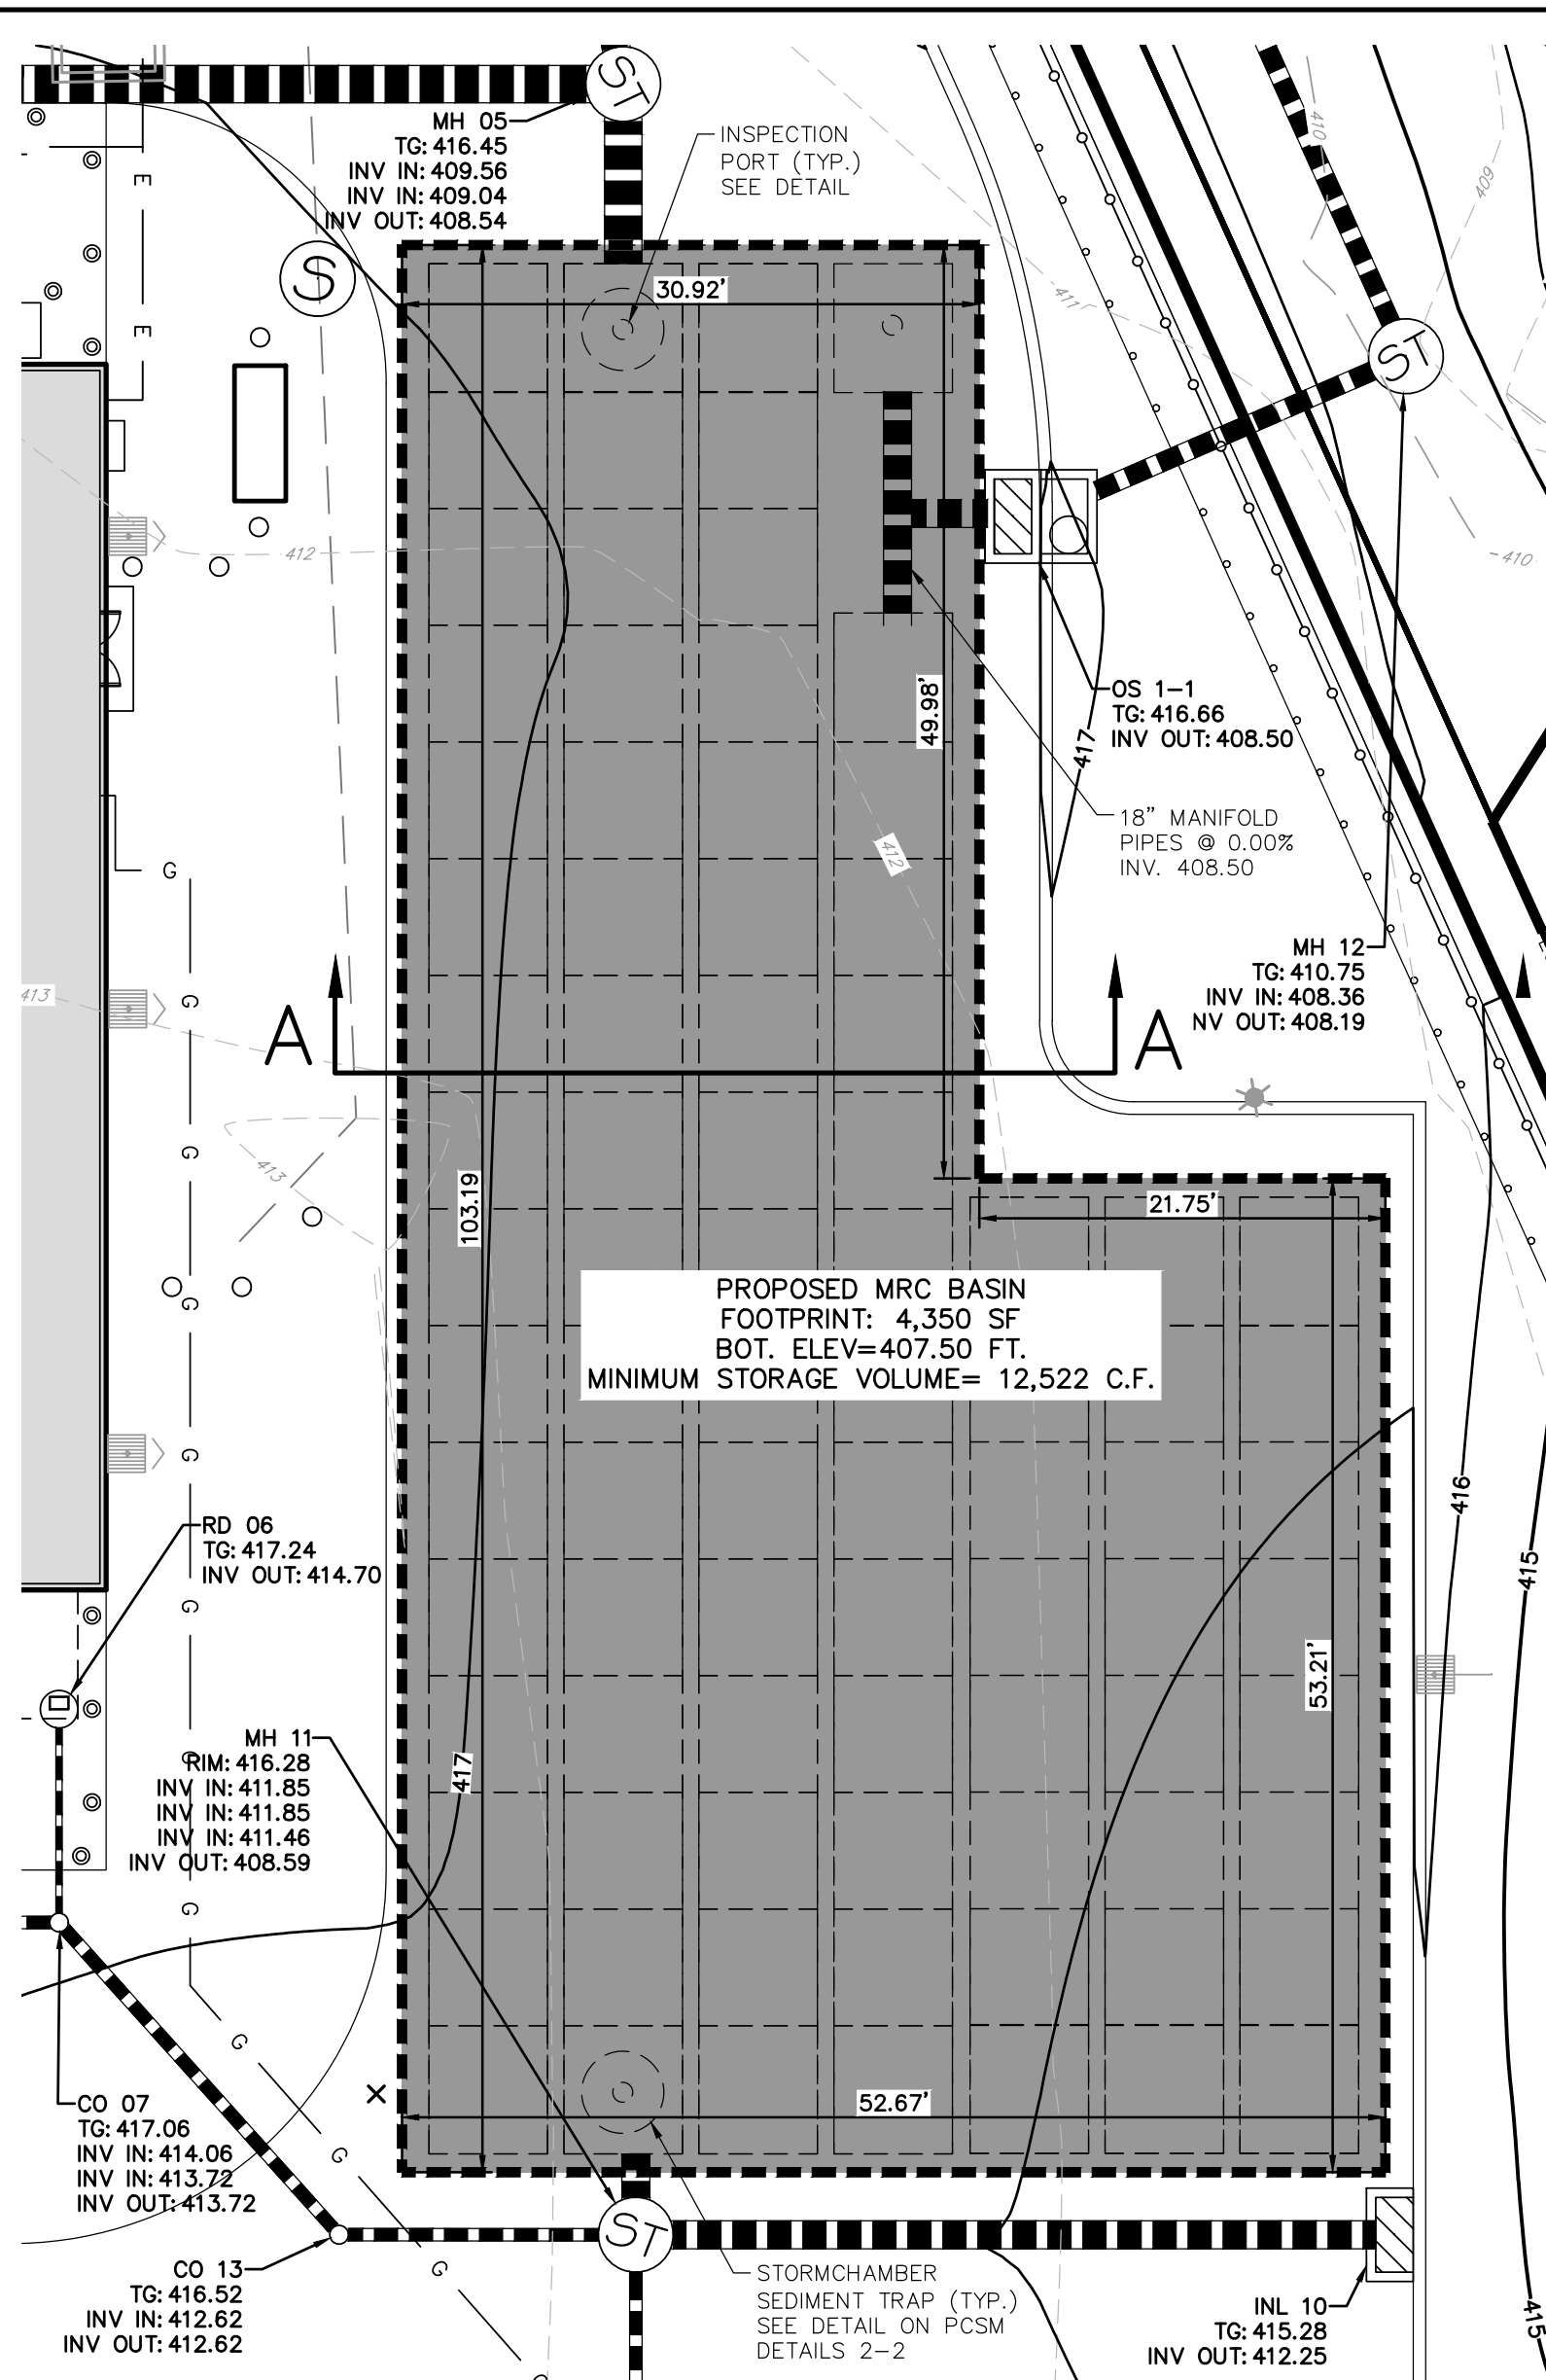 ST
MH 05
TG: 416.45
INV IN: 409.56
INV IN: 409.04
INV OUT: 408.54
INSPECTION
PORT (TYP.)
SEE DETAIL
410
409
E
E
S
30.92'
411
ST
412
410
49.98'
OS 1-1
TG: 416.66
INV OUT: 408.50
417
18" MANIFOLD
PIPES @ 0.00%
INV. 408.50
412
G
MH 12
TG: 410.75
INV IN: 408.36
NV OUT: 408.19
413
G
A
A
G
413
103.19
21.75'
G
PROPOSED MRC BASIN
FOOTPRINT: 4,350 SF
BOT. ELEV=407.50 FT.
MINIMUM STORAGE VOLUME= 12,522 C.F.
G
416
RD 06
TG: 417.24
INV OUT: 414.70
415
G
53.21'
MH 11
RIM: 416.28
INV IN: 411.85
INV IN: 411.85
INV IN: 411.46
INV OUT: 408.59
G
417
G
G
52.67'
CO 07
TG: 417.06
INV IN: 414.06
INV IN: 413.72
INV OUT: 413.72
G
ST
CO 13
TG: 416.52
INV IN: 412.62
INV OUT: 412.62
G
STORMCHAMBER
SEDIMENT TRAP (TYP.)
SEE DETAIL ON PCSM
DETAILS 2-2
INL 10
TG: 415.28
INV OUT: 412.25
415